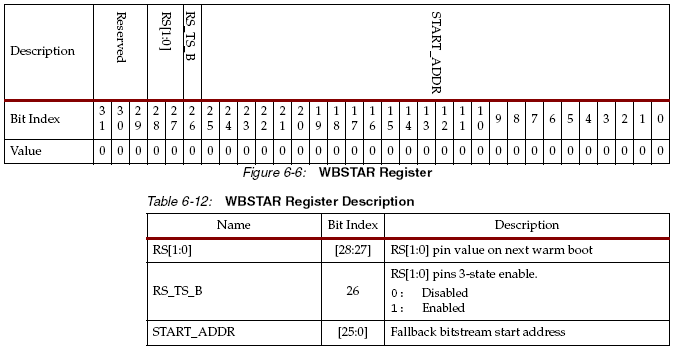 Description Reserved RS[1:0] RS_TS_B START_ADDR
Bit Index 31 30 29 28 27 26 25 24 23 22 21 20 19 18 17 16 15 14 13 12 11 10 9 8 7 6 5 4 3 2 1 0
Value 0 0 0 0 0 0 0 0 0 0 0 0 0 0 0 0 0 0 0 0 0 0 0 0 0 0 0 0 0 0 0 0
Figure 6-6: WBSTAR Register
Table 6-12: WBSTAR Register Description
Name Bit Index Description
RS[1:0] [28:27] RS[1:0] pin value on next warm boot
RS_TS_B 26 RS[1:0] pins 3-state enable.
0: Disabled
1: Enabled
START_ADDR [25:0] Fallback bitstream start address